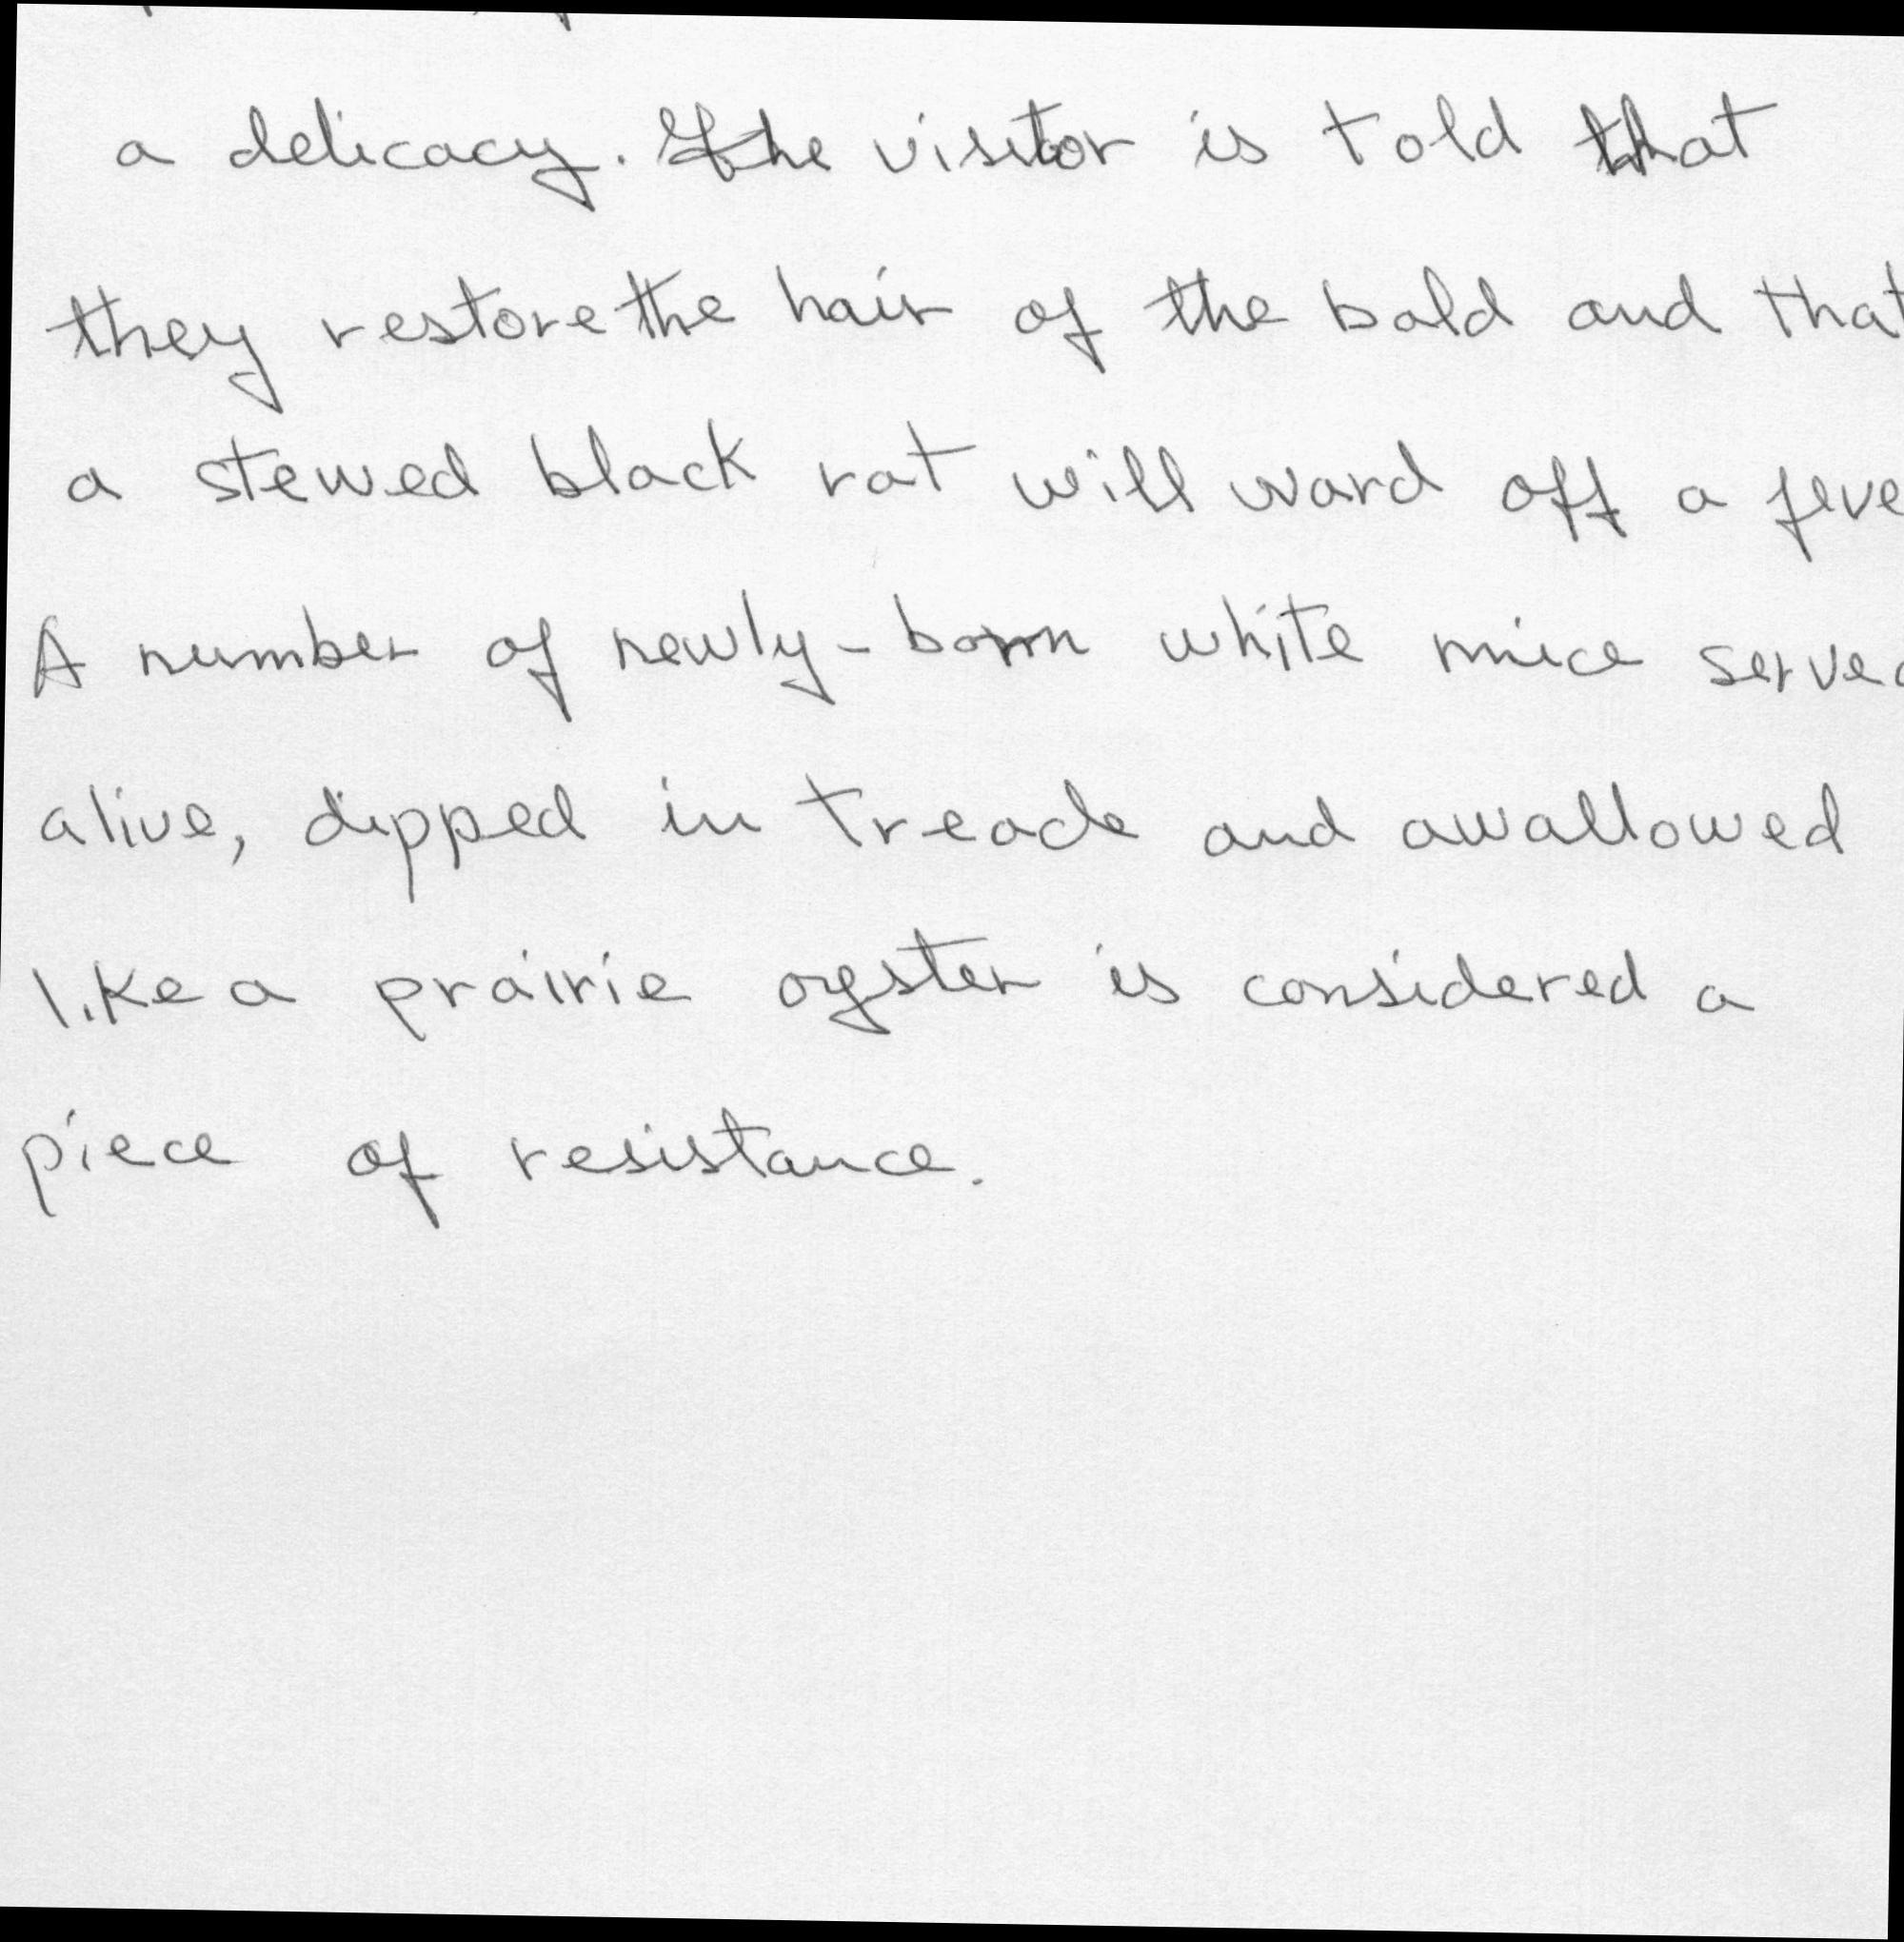 a delicacy. The visitor is told that
they restore the hair of the bald and that
a stewed black rat will ward off a feve
A number of newly-born white mice served
alive, dipped in treacle and awallowed
like a prairie oyster is considered a
piece of resistance.